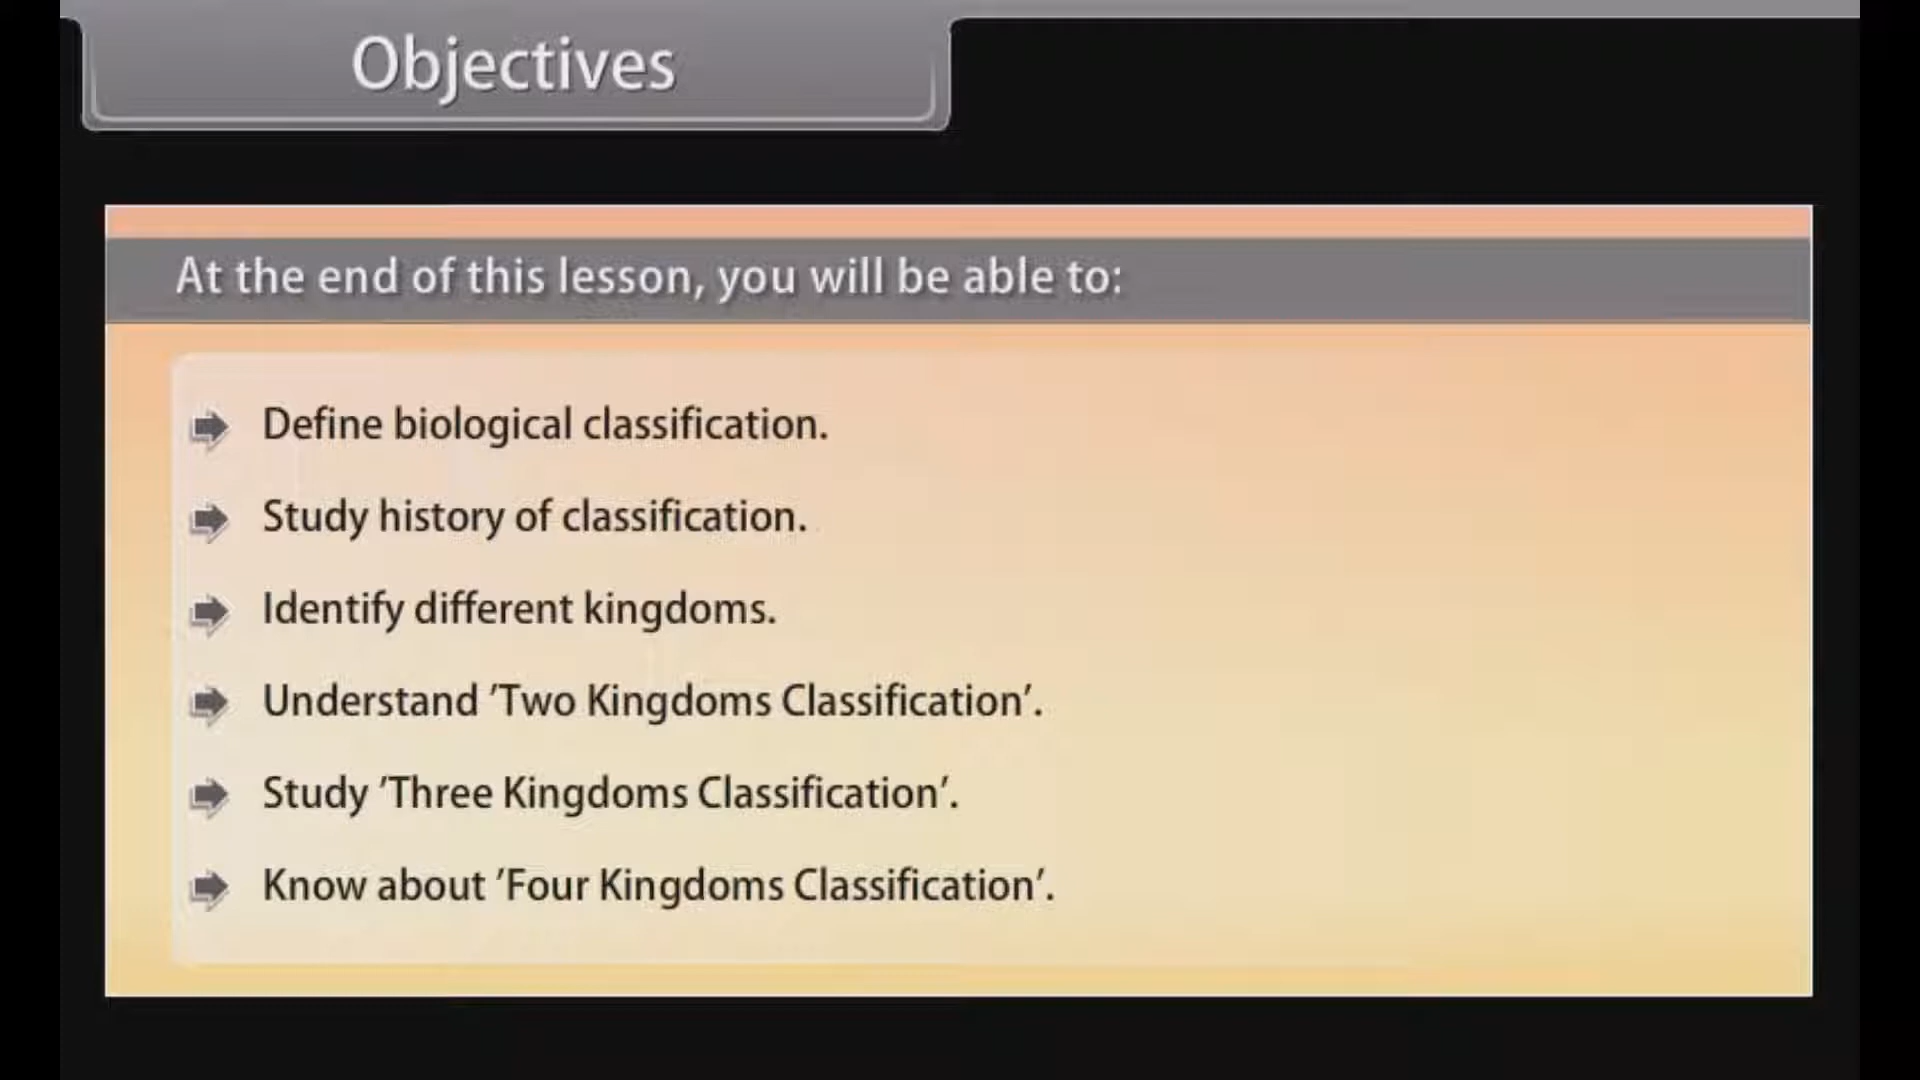 Objectives
At the end of this lesson, you will be able to:
Define biological classification.
Study history of classification.
Identify different kingdoms.
Understand 'Two Kingdoms Classification'.
Study 'Three Kingdoms Classification'.
Know about 'Four Kingdoms Classification'.